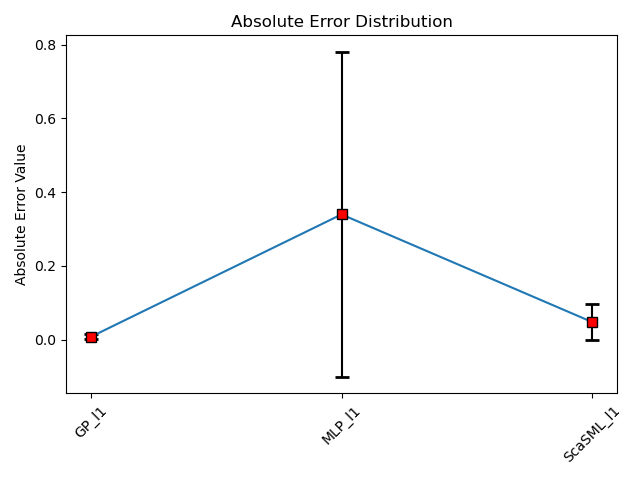 Absolute Error Distribution
Absolute Error Value
0.8
0.6
0.4
0.2
0.0
GP_l1
MLP_l1
ScaSML_l1